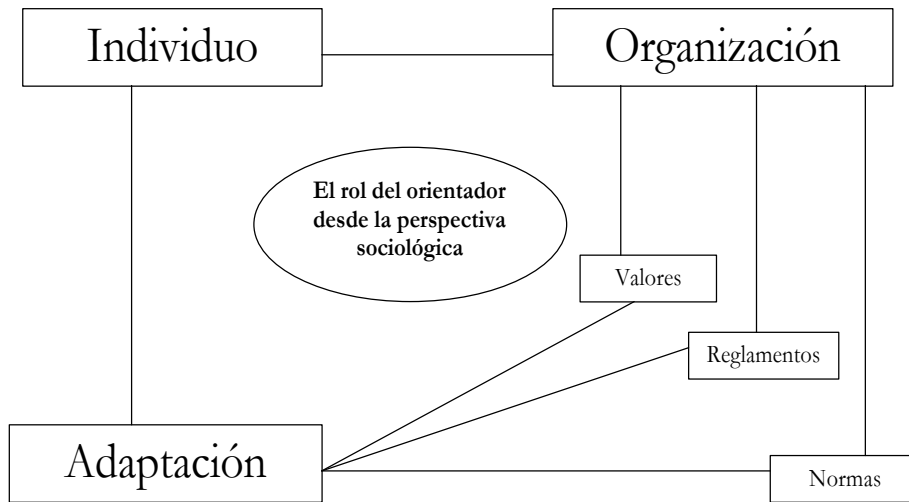 Individuo
Organización
El rol del orientador
desde la perspectiva
sociológica
Valores
Reglamentos
Adaptación
Normas